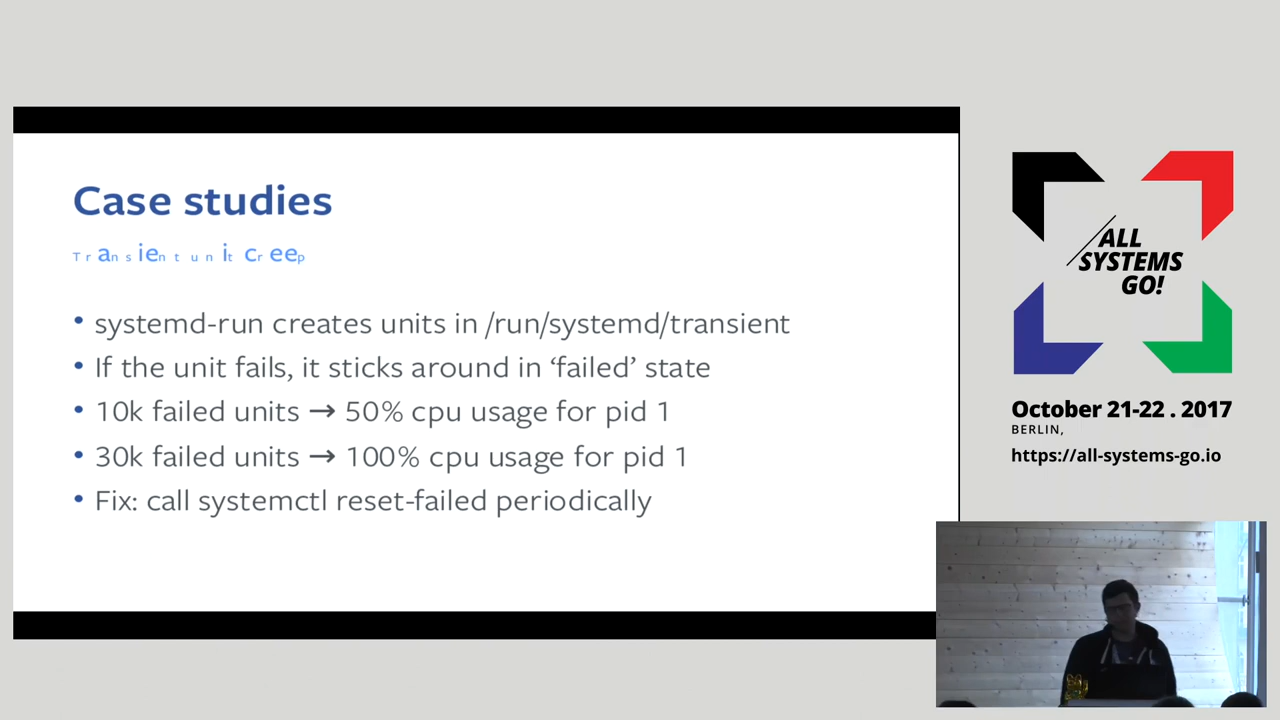 Case studies
Transient unit creep
• systemd-run creates units in /run/systemd/transient
• If the unit fails, it sticks around in ‘failed’ state
• 10k failed units → 50% cpu usage for pid 1
• 30k failed units → 100% cpu usage for pid 1
• Fix: call systemctl reset-failed periodically
ALL
SYSTEMS
GO!
October 21-22 . 2017
BERLIN,
https://all-systems-go.io